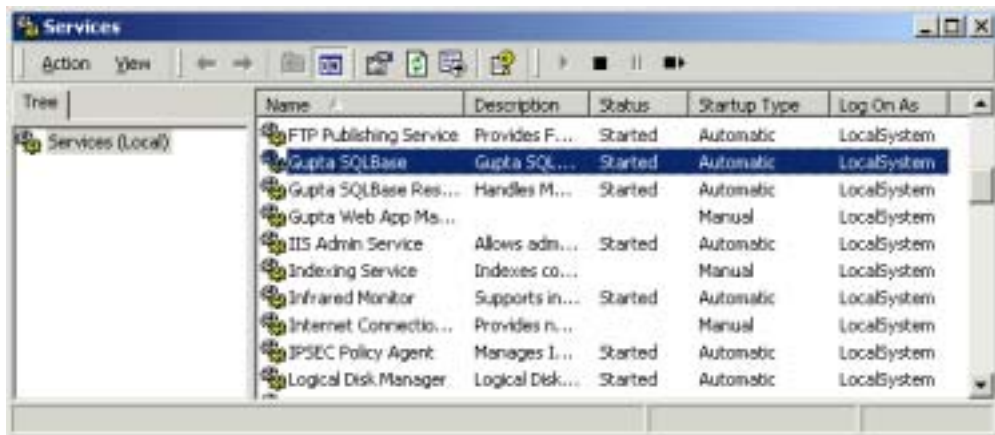 Services
Action View
Tree
Name Description Status Startup Type Log On As
Services (Local)
FTP Publishing Service Provides F... Started Automatic LocalSystem
Gupta SQLBase Gupta SQL... Started Automatic LocalSystem
Gupta SQLBase Res... Handles M... Started Automatic LocalSystem
Gupta Web App Ma... Manual LocalSystem
IIS Admin Service Allows adm... Started Automatic LocalSystem
Indexing Service Indexes co... Manual LocalSystem
Infrared Monitor Supports in... Started Automatic LocalSystem
Internet Connectio... Provides n... Manual LocalSystem
IPSEC Policy Agent Manages I... Started Automatic LocalSystem
Logical Disk Manager Logical Disk... Started Automatic LocalSystem